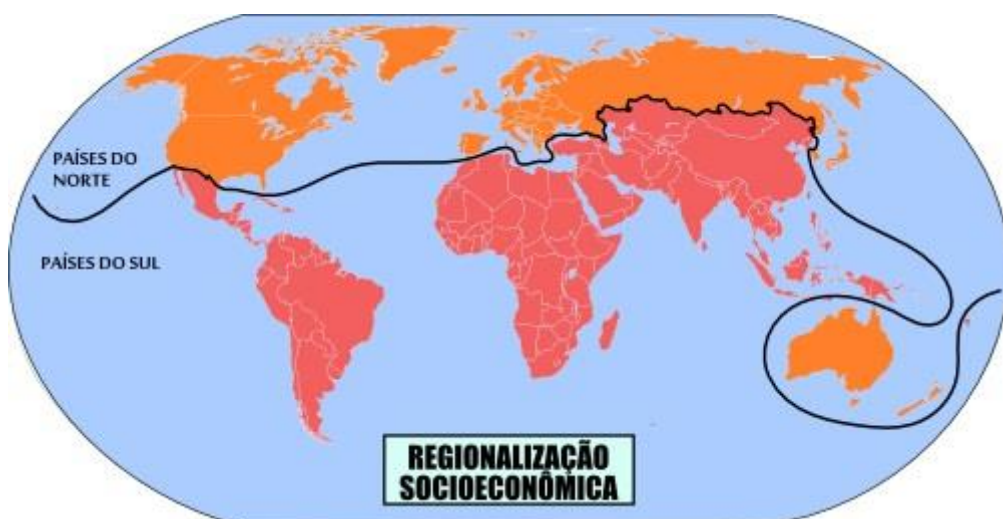 PAÍSES DO
NORTE
PAÍSES DO SUL
REGIONALIZAÇÃO
SOCIOECONÔMICA